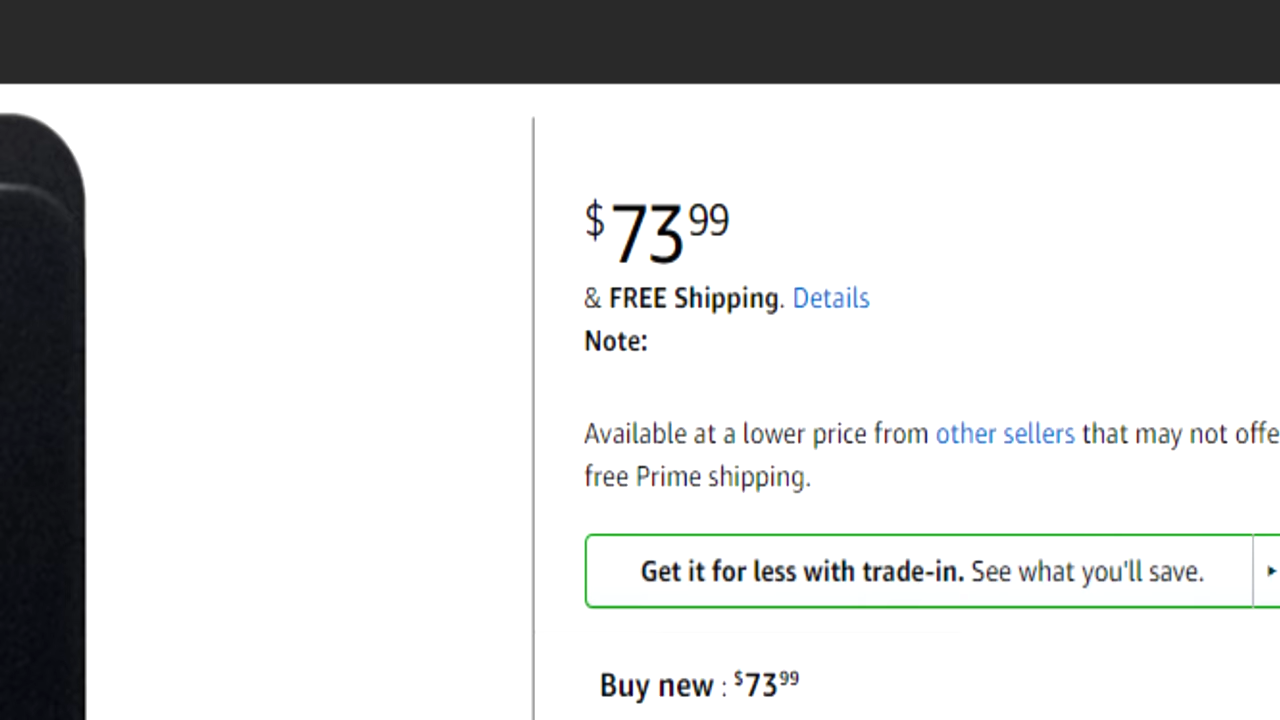 $73 99
& FREE Shipping. Details
Note:
Available at a lower price from other sellers that may not offe
free Prime shipping.
Get it for less with trade-in. See what you'll save.
Buy new : $73 99